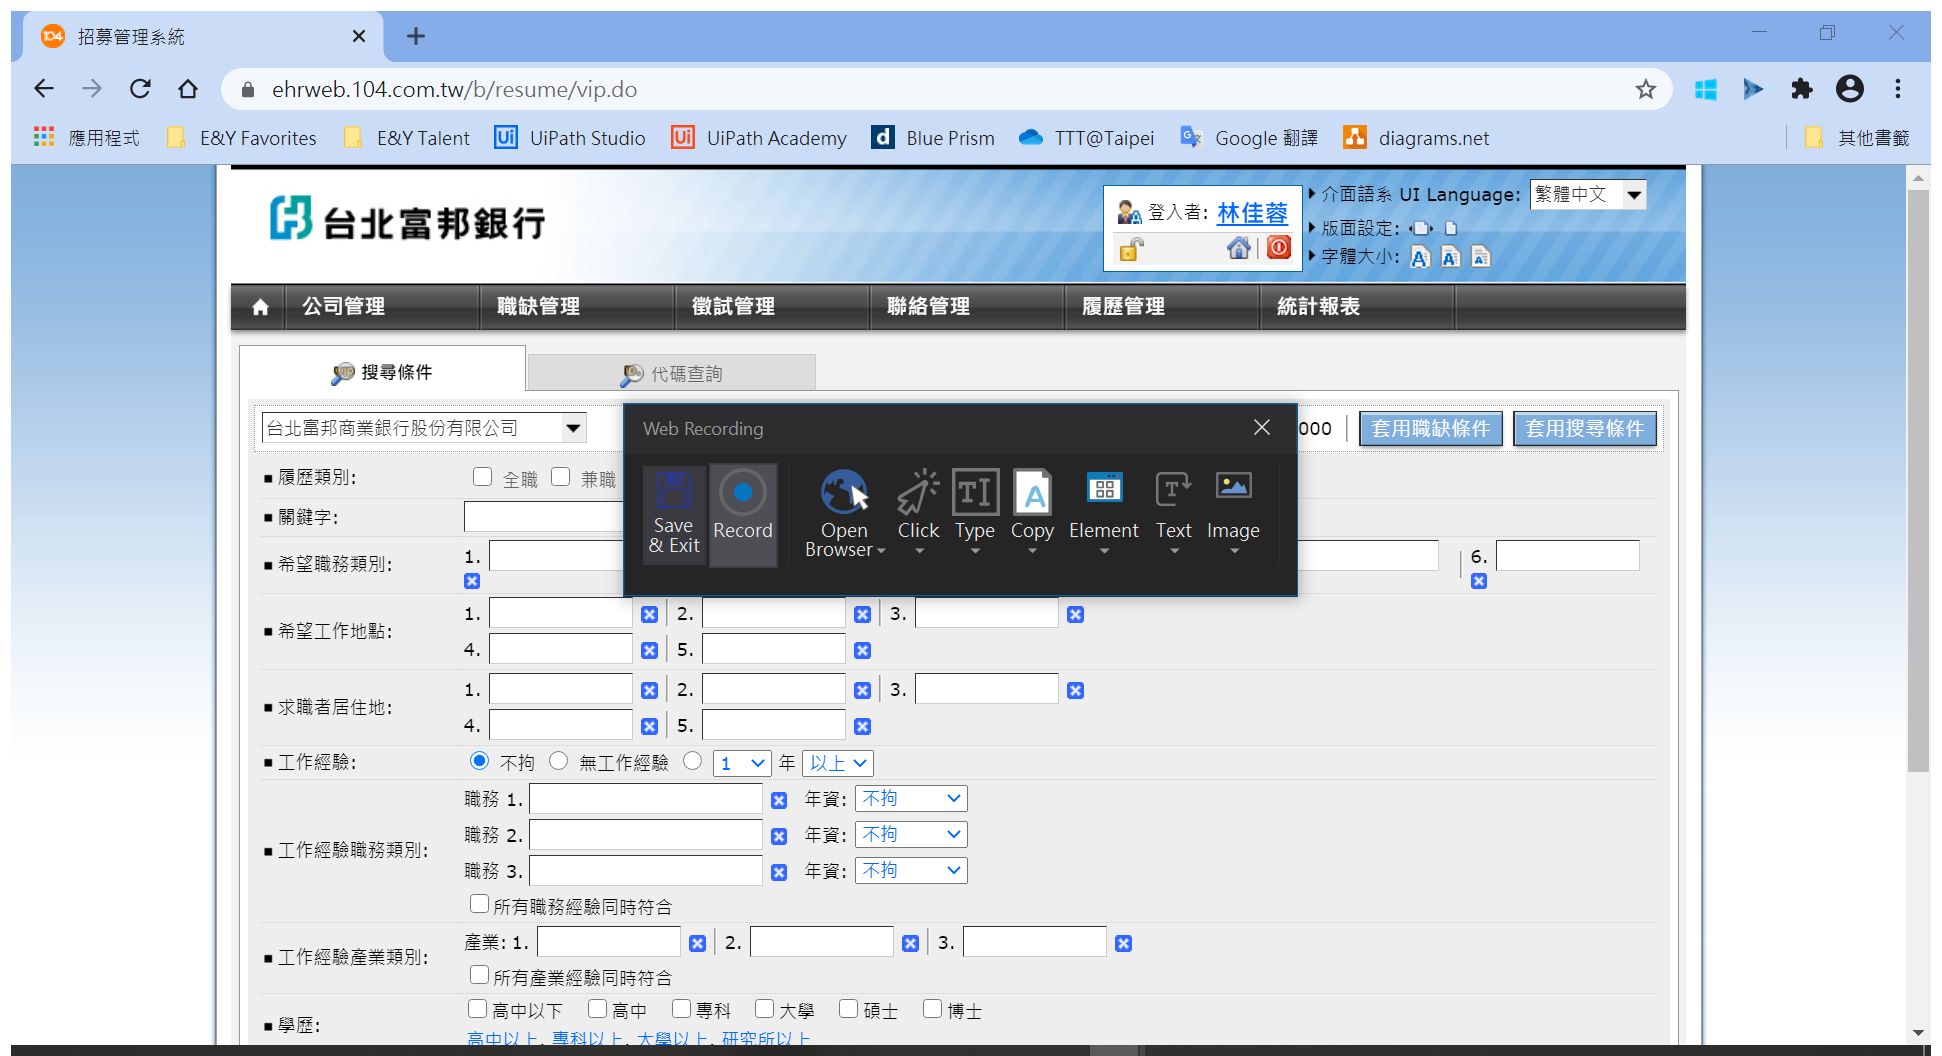 招募管理系統
ehrweb.104.com.tw/b/resume/vip.do
應用程式 E&Y Favorites E&Y Talent UiPath Studio UiPath Academy Blue Prism TTT@Taipei Google 翻譯 diagrams.net 其他書籤
台北富邦銀行
登入者: 林佳蓉
介面語系 UI Language: 繁體中文
版面設定:
字體大小:
公司管理 職缺管理 徵試管理 聯絡管理 履歷管理 統計報表
搜尋條件 代碼查詢
台北富邦商業銀行股份有限公司 000 套用職缺條件 套用搜尋條件
Web Recording
Save & Exit Record Open Browser Click Type Copy Element Text Image
履歷類別: 全職 兼職
關鍵字:
希望職務類別: 1. 6.
希望工作地點: 1. 2. 3.
4. 5.
求職者居住地: 1. 2. 3.
4. 5.
工作經驗: 不拘 無工作經驗 1 年 以上
工作經驗職務類別: 職務 1. 年資: 不拘
職務 2. 年資: 不拘
職務 3. 年資: 不拘
所有職務經驗同時符合
工作經驗產業類別: 產業: 1. 2. 3.
所有產業經驗同時符合
學歷: 高中以下 高中 專科 大學 碩士 博士
高中以上, 專科以上, 大學以上, 研究所以上